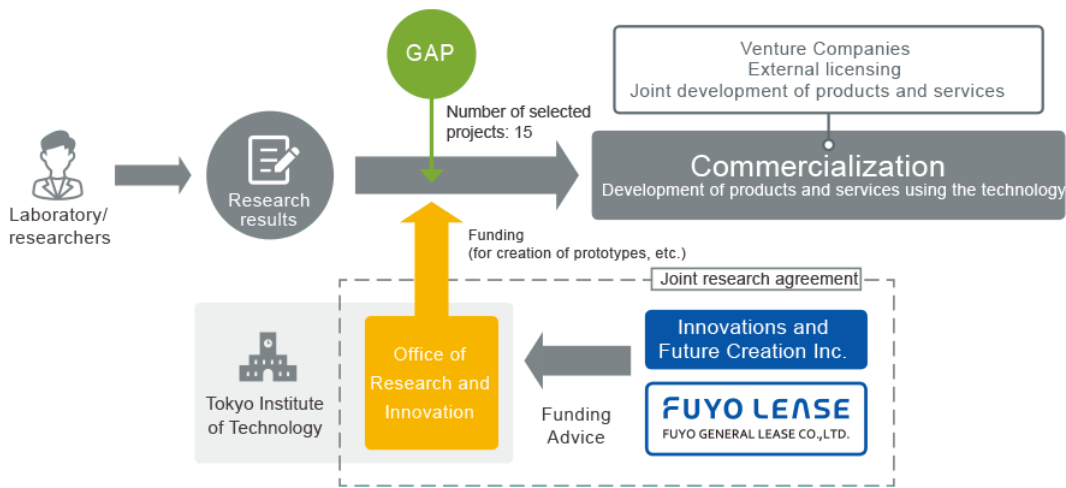 GAP
Number of selected
projects: 15
Venture Companies
External licensing
Joint development of products and services
Commercialization
Development of products and services using the technology
Laboratory/
researchers
Research
results
Funding
(for creation of prototypes, etc.)
Joint research agreement
Tokyo Institute
of Technology
Office of
Research and
Innovation
Funding
Advice
Innovations and
Future Creation Inc.
FUYO LEASE
FUYO GENERAL LEASE CO.,LTD.